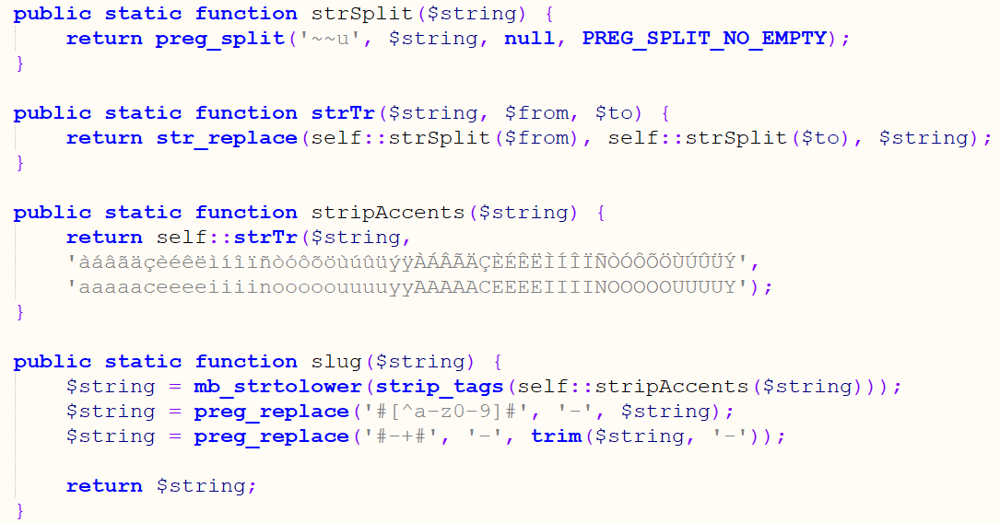 public static function strSplit($string) {
    return preg_split('~~u', $string, null, PREG_SPLIT_NO_EMPTY);
}

public static function strTr($string, $from, $to) {
    return str_replace(self::strSplit($from), self::strSplit($to), $string);
}

public static function stripAccents($string) {
    return self::strTr($string,
    'àáâãäçèéêëìíîïñòóôõöùúûüýÿÀÁÂÃÄÇÈÉÊËÌÍÎÏÑÒÓÔÕÖÙÚÛÜÝ',
    'aaaaaceeeeiiiinooooouuuuyyAAAAACEEEEIIIINOOOOOUUUUY');
}

public static function slug($string) {
    $string = mb_strtolower(strip_tags(self::stripAccents($string)));
    $string = preg_replace('#[^a-z0-9]#', '-', $string);
    $string = preg_replace('#-+#', '-', trim($string, '-'));

    return $string;
}